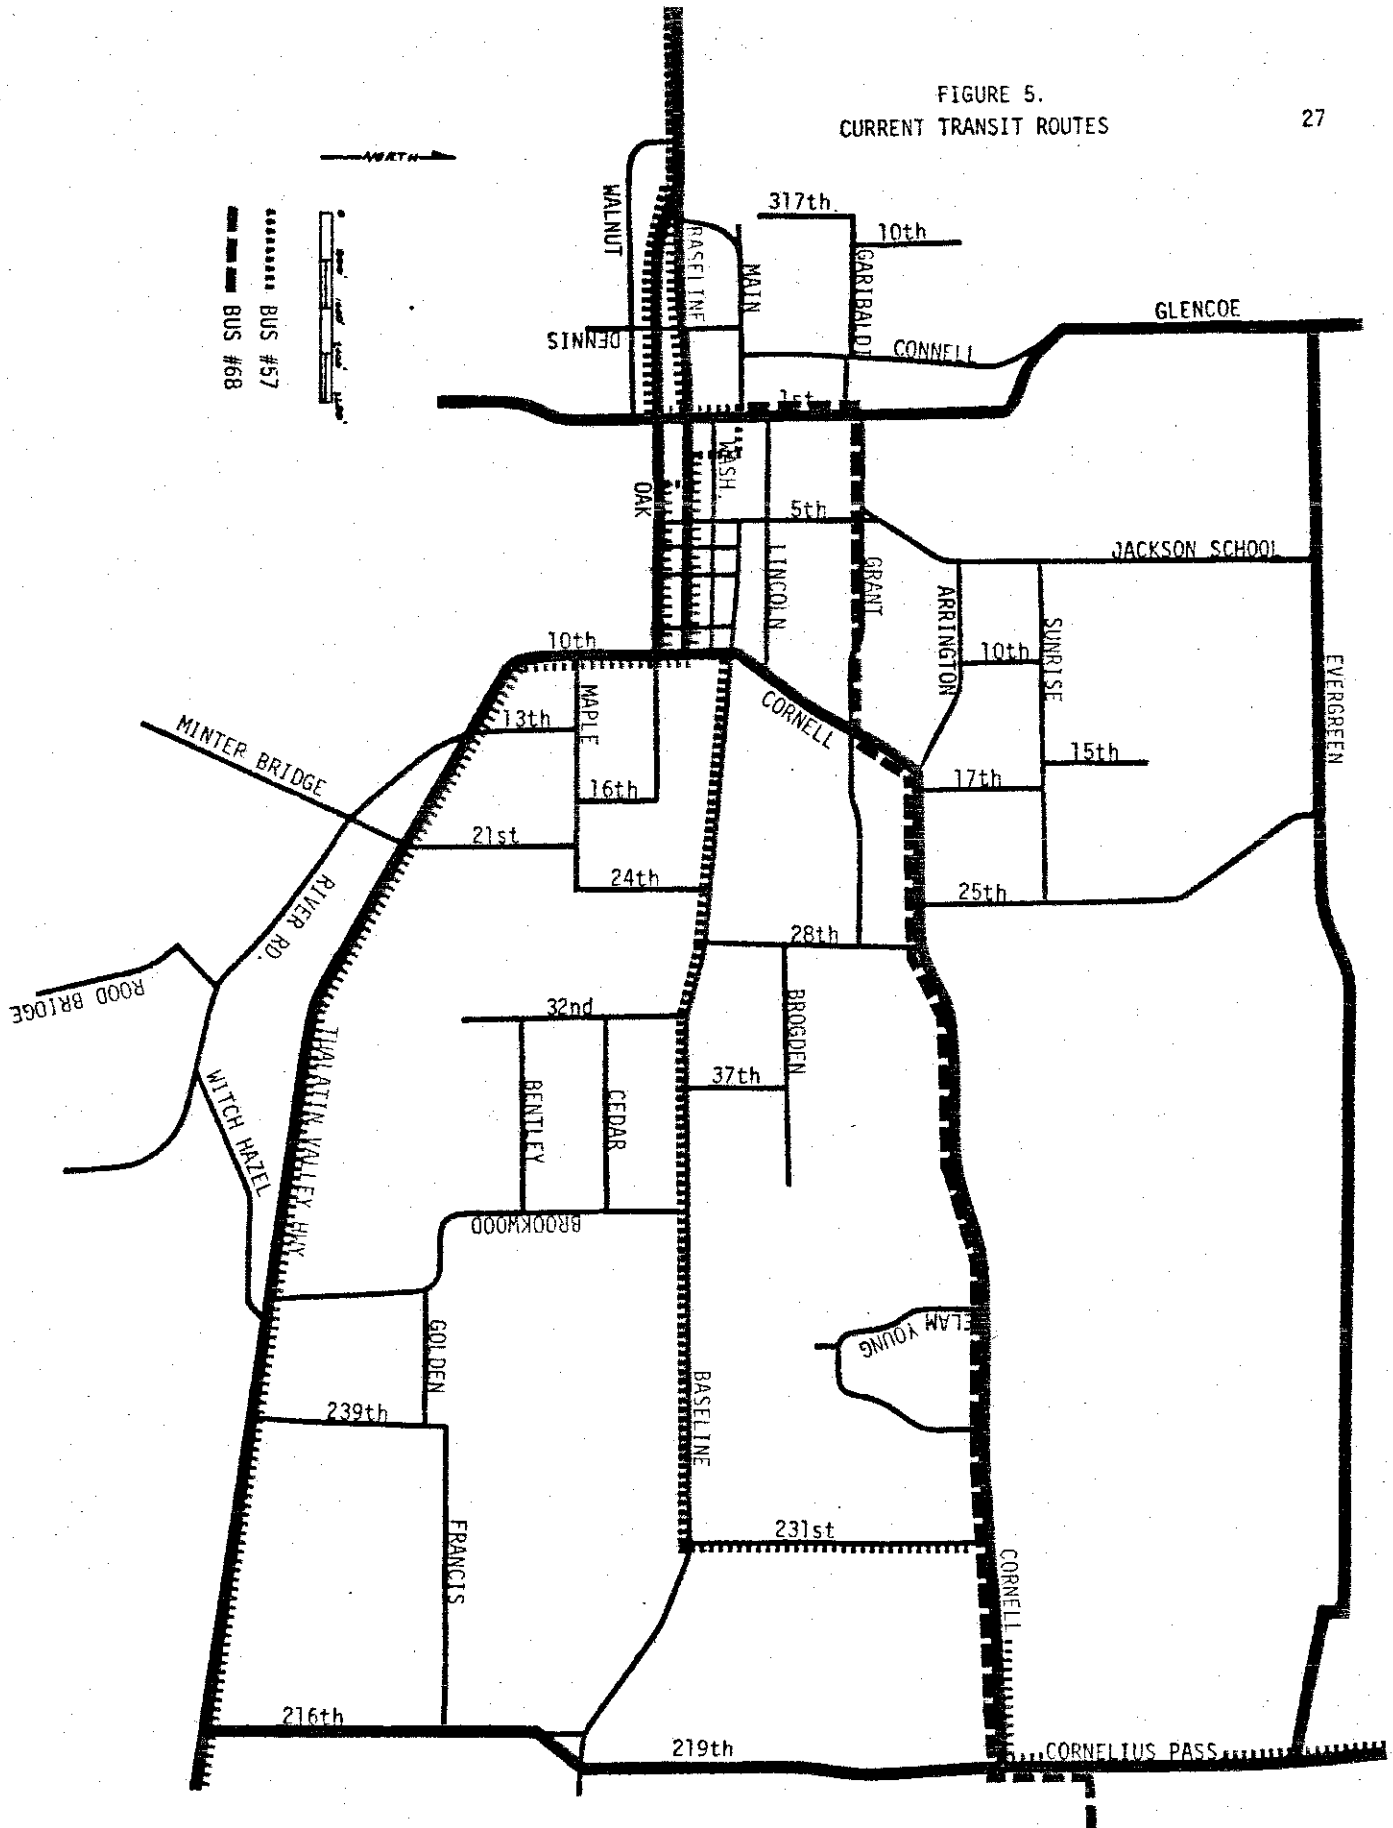 FIGURE 5.
CURRENT TRANSIT ROUTES
27
NORTH
BUS #57
BUS #68
WALNUT
BASELINE
MAIN
317th.
10th
GARIBALDI
GLENCOE
DENNIS
CONNELL
1st
WASH.
OAK
5th
LINCOLN
GRANT
JACKSON SCHOOL
ARRINGTON
10th
SUNRISE
EVERGREEN
10th
MAPLE
13th
CORNELL
MINTER BRIDGE
16th
17th
15th
21st
24th
25th
RIVER RD.
28th
ROOD BRIDGE
32nd
BROGDEN
TUALATIN VALLEY HWY
37th
WITCH HAZEL
BENTLEY
CEDAR
BROOKWOOD
ELAM YOUNG
GOLDEN
239th
BASELINE
231st
FRANCIS
CORNELL
216th
219th
CORNELIUS PASS